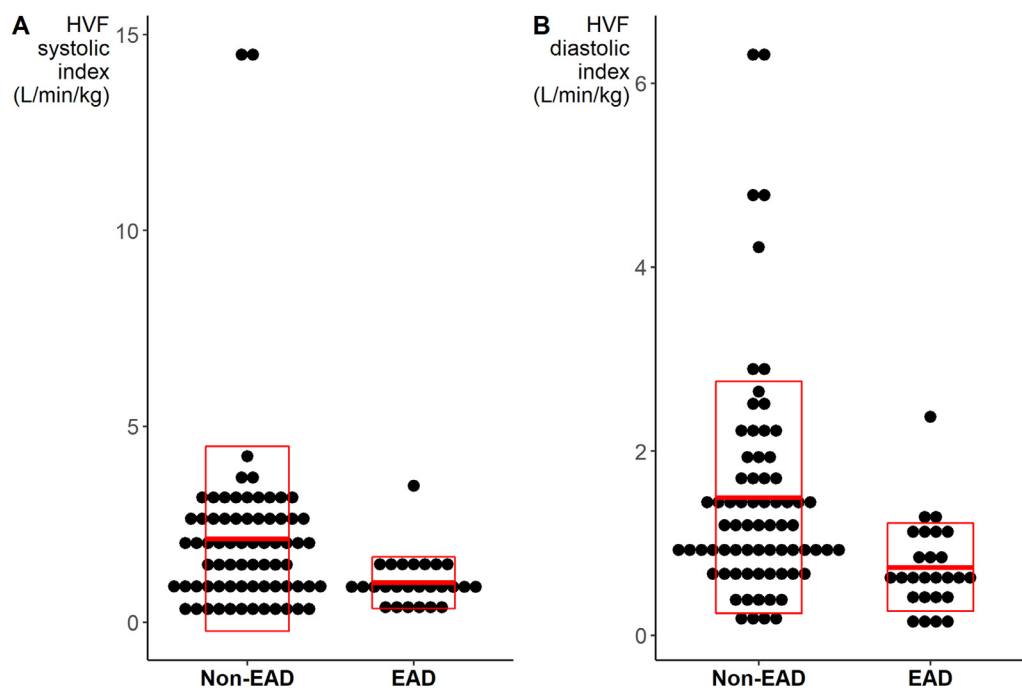 A
HVF
systolic
index
(L/min/kg)
15
10
5
0
Non-EAD EAD
B
HVF
diastolic
index
(L/min/kg)
6
4
2
0
Non-EAD EAD